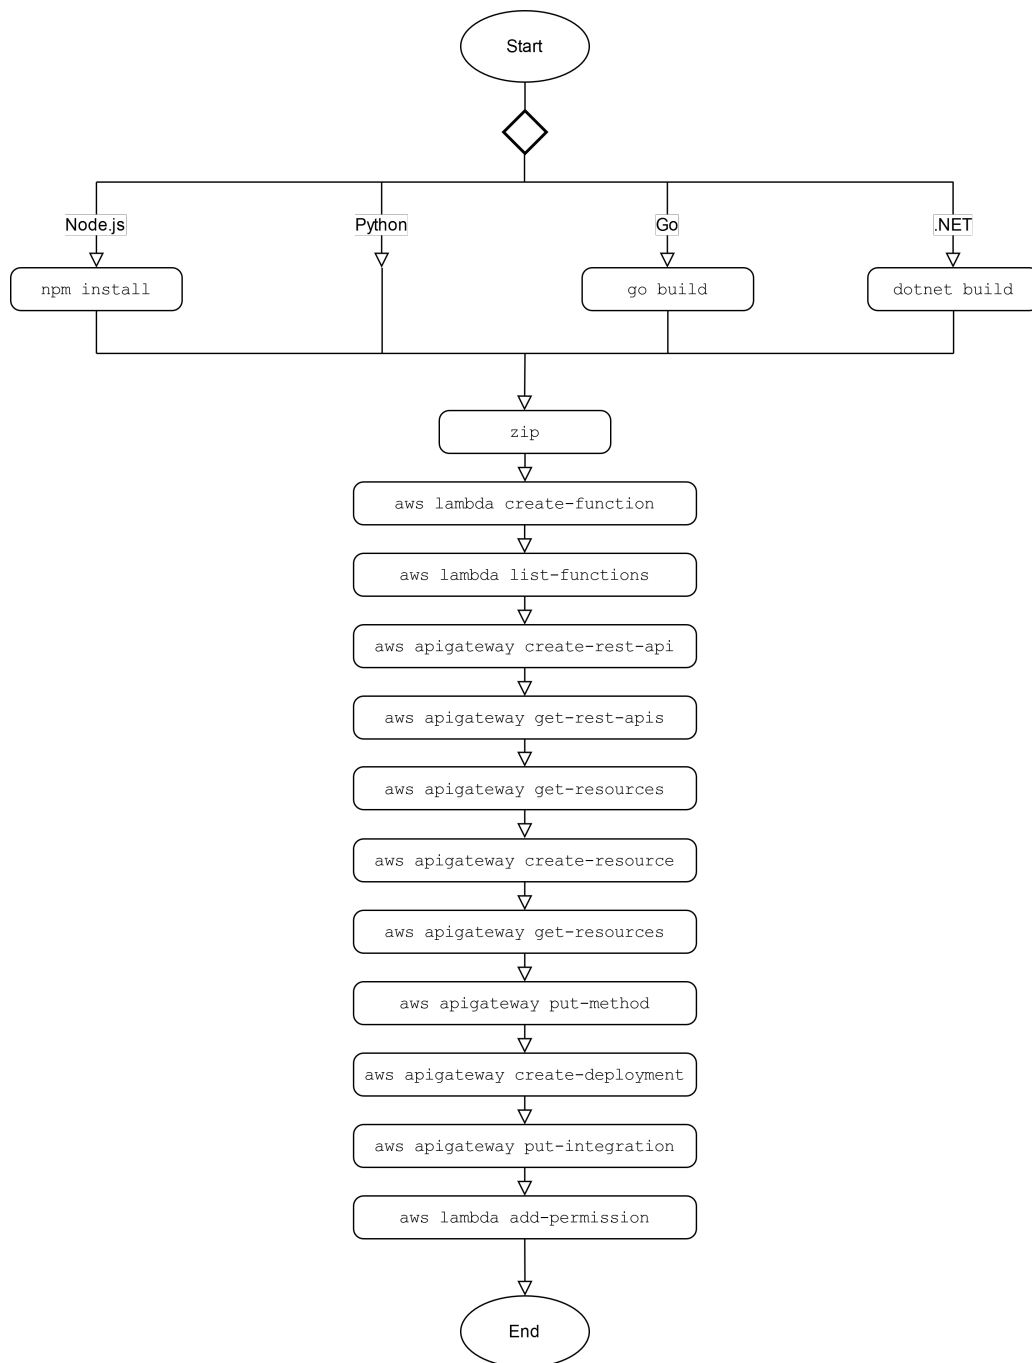 Start
Node.js
Python
Go
.NET
npm install
go build
dotnet build
zip
aws lambda create-function
aws lambda list-functions
aws apigateway create-rest-api
aws apigateway get-rest-apis
aws apigateway get-resources
aws apigateway create-resource
aws apigateway get-resources
aws apigateway put-method
aws apigateway create-deployment
aws apigateway put-integration
aws lambda add-permission
End